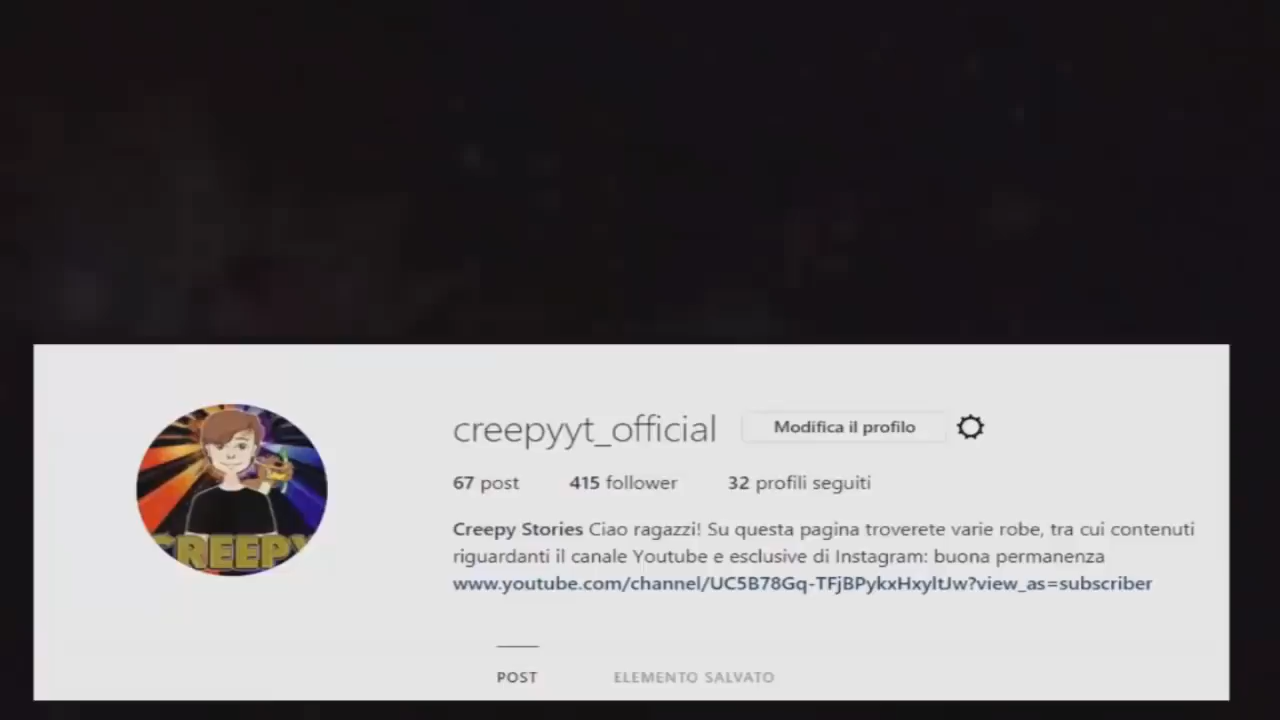 creepyyt_official Modifica il profilo
67 post 415 follower 32 profili seguiti
Creepy Stories Ciao ragazzi! Su questa pagina troverete varie robe, tra cui contenuti
riguardanti il canale Youtube e esclusive di Instagram: buona permanenza
www.youtube.com/channel/UC5B78Gq-TFjBPykxHxyltJw?view_as=subscriber
CREEPY
POST ELEMENTO SALVATO